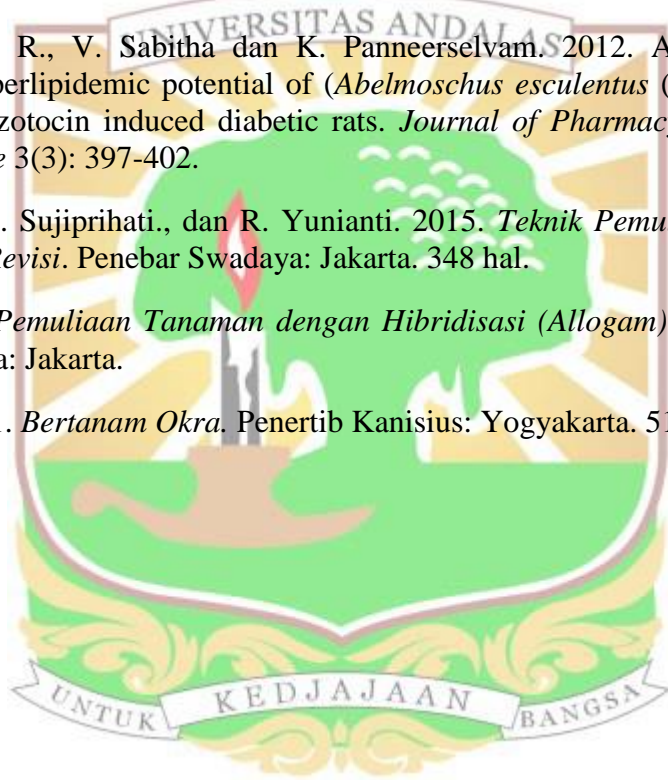 UNIVERSITAS ANDALAS
R., V. Sabitha dan K. Panneerselvam. 2012. A
perlipidemic potential of (Abelmoschus esculentus (
zotocin induced diabetic rats. Journal of Pharmacy
e 3(3): 397-402.
. Sujiprihati., dan R. Yunianti. 2015. Teknik Pemu
Revisi. Penebar Swadaya: Jakarta. 348 hal.
Pemuliaan Tanaman dengan Hibridisasi (Allogam)
a: Jakarta.
. Bertanam Okra. Penertib Kanisius: Yogyakarta. 51
UNTUK KEDJAJAAN BANGSA